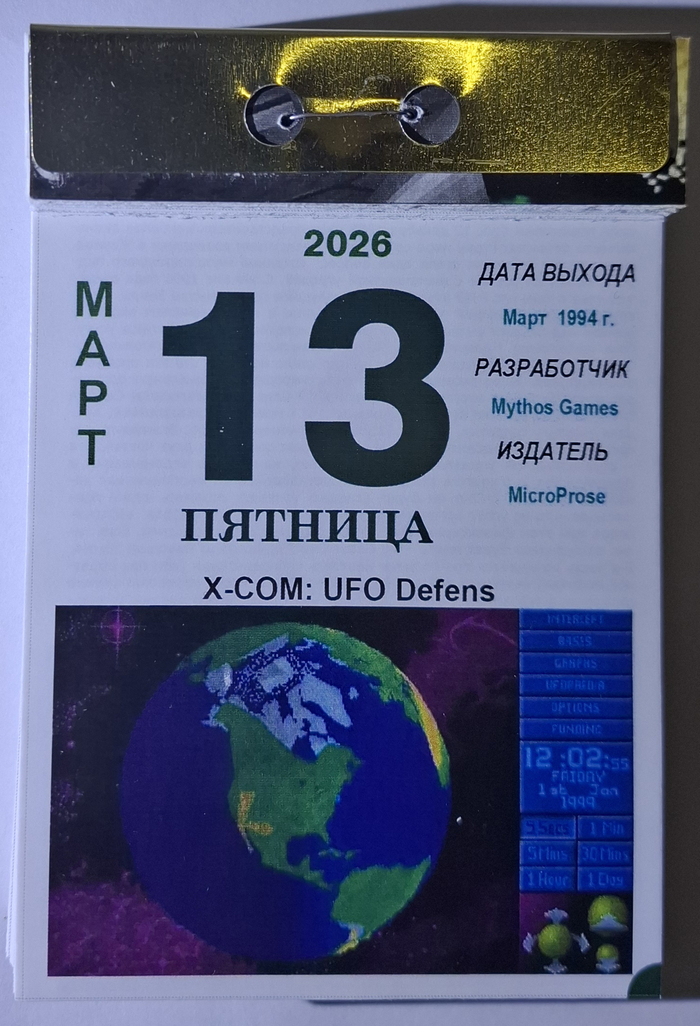 2026
МАРТ
13
ПЯТНИЦА
ДАТА ВЫХОДА
Март 1994 г.
РАЗРАБОТЧИК
Mythos Games
ИЗДАТЕЛЬ
MicroProse
X-COM: UFO Defens
INTERCEPT
BASES
GRAPHS
UFOPAEDIA
OPTIONS
FUNDING
12:02:55
FRIDAY
1st Jan
1999
5 Secs 1 Min
5 Mins 30 Mins
1 Hour 1 Day